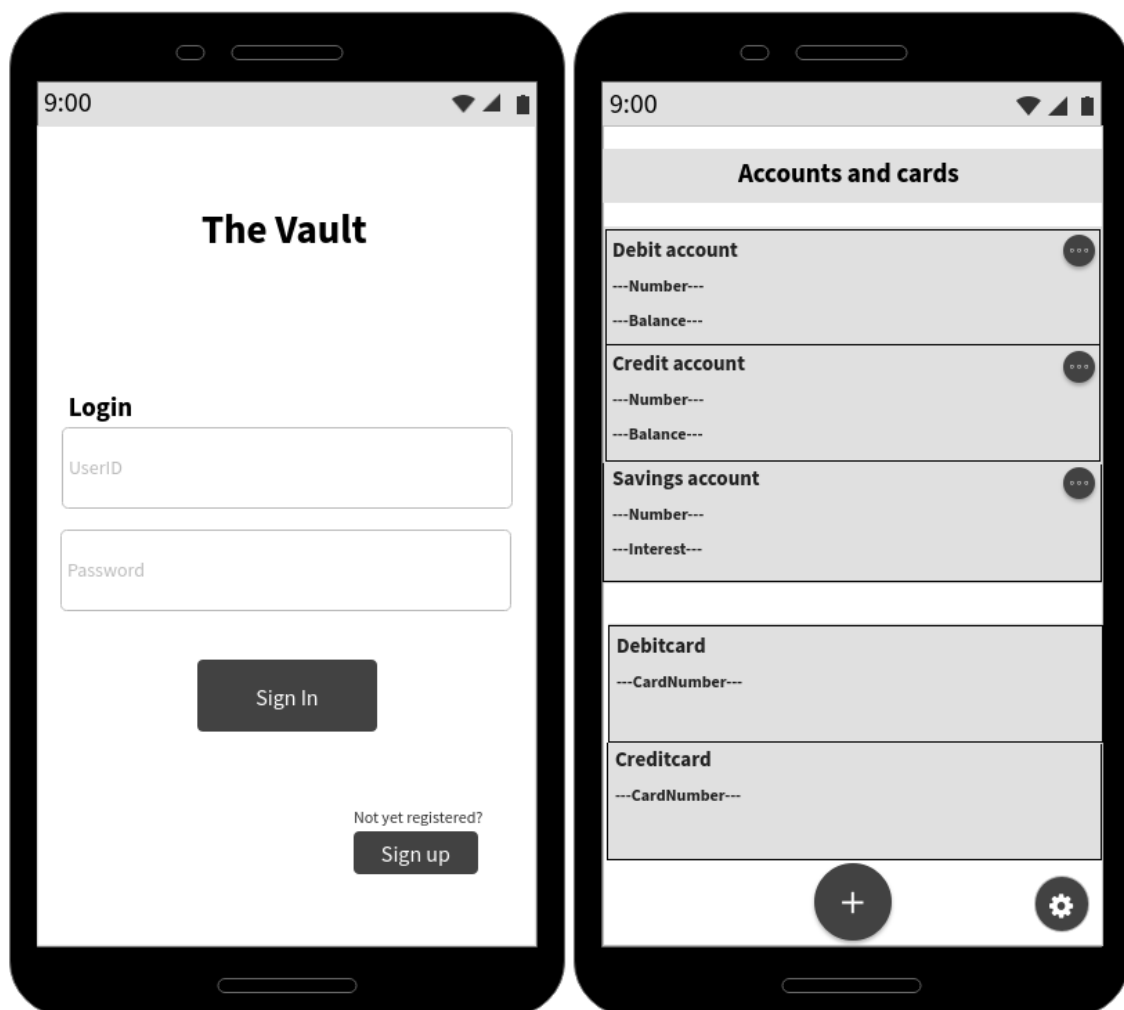 9:00
The Vault
Login
UserID
Password
Sign In
Not yet registered?
Sign up
9:00
Accounts and cards
Debit account
---Number---
---Balance---
Credit account
---Number---
---Balance---
Savings account
---Number---
---Interest---
Debitcard
---CardNumber---
Creditcard
---CardNumber---
+